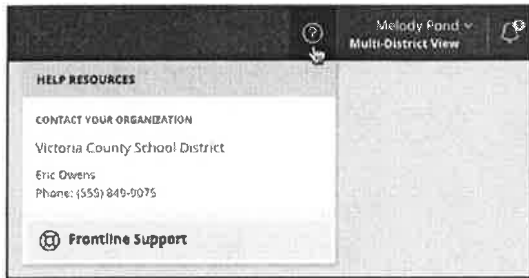 Melody Pond
Multi-District View
HELP RESOURCES
CONTACT YOUR ORGANIZATION
Victoria County School District
Eric Owens
Phone: (555) 849-9075
Frontline Support